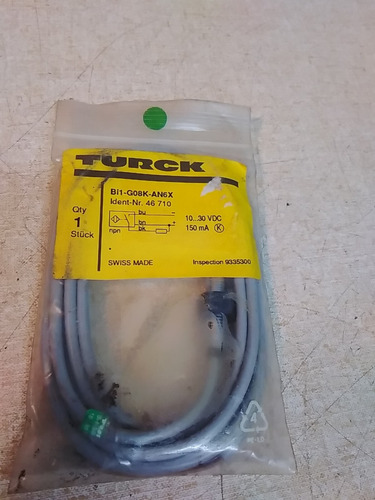 TURCK
Bi1-G08K-AN6X
Ident-Nr. 46 710
Qty
1
Stück
bu
bn
bk
npn
10...30 VDC
150 mA K
SWISS MADE
Inspection 9335300